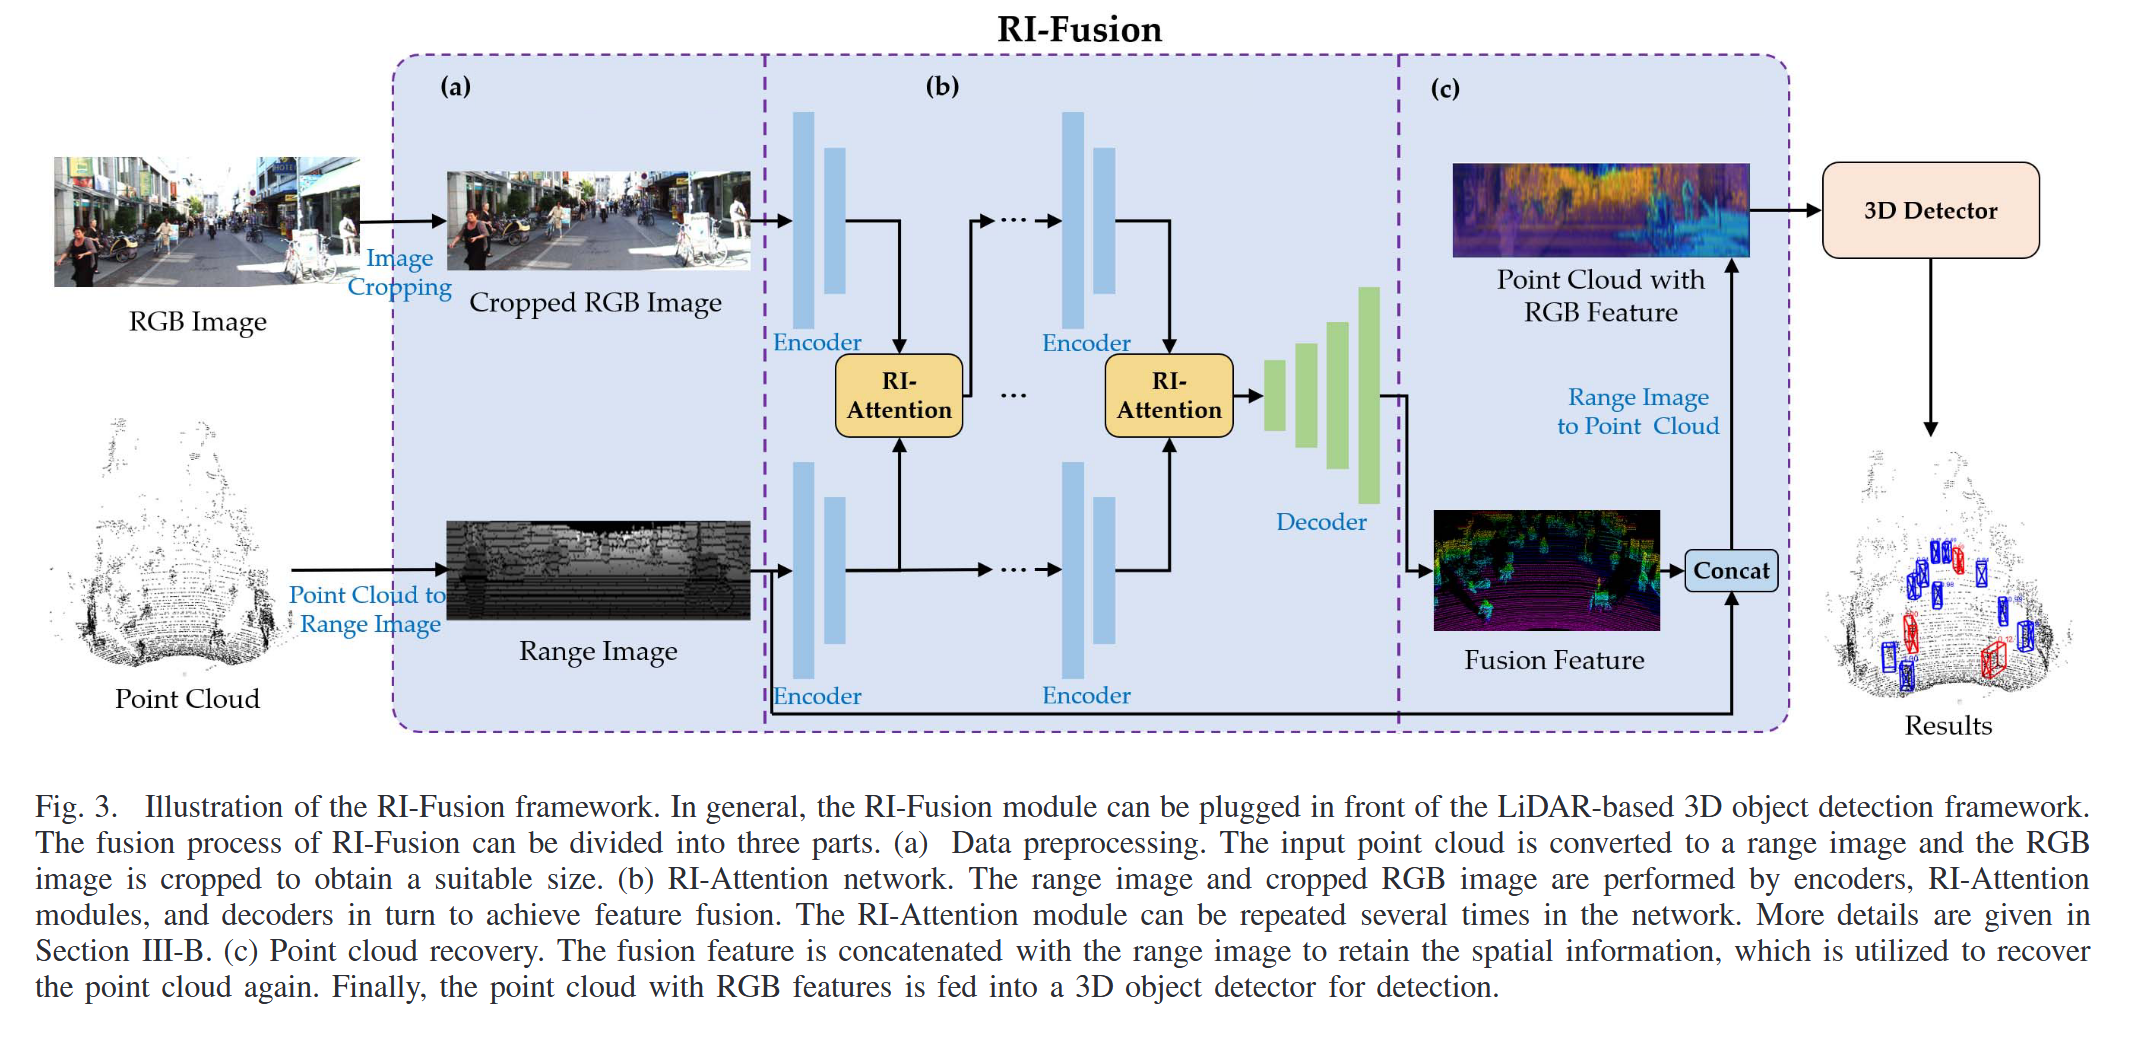 RI-Fusion
(a)
(b)
(c)
RGB Image
Image
Cropping
Cropped RGB Image
Point Cloud
Point Cloud to
Range Image
Range Image
Encoder
Encoder
RI-
Attention
...
...
RI-
Attention
...
Encoder
Encoder
Decoder
Point Cloud with
RGB Feature
Range Image
to Point Cloud
Fusion Feature
Concat
3D Detector
Results
Fig. 3. Illustration of the RI-Fusion framework. In general, the RI-Fusion module can be plugged in front of the LiDAR-based 3D object detection framework.
The fusion process of RI-Fusion can be divided into three parts. (a) Data preprocessing. The input point cloud is converted to a range image and the RGB
image is cropped to obtain a suitable size. (b) RI-Attention network. The range image and cropped RGB image are performed by encoders, RI-Attention
modules, and decoders in turn to achieve feature fusion. The RI-Attention module can be repeated several times in the network. More details are given in
Section III-B. (c) Point cloud recovery. The fusion feature is concatenated with the range image to retain the spatial information, which is utilized to recover
the point cloud again. Finally, the point cloud with RGB features is fed into a 3D object detector for detection.